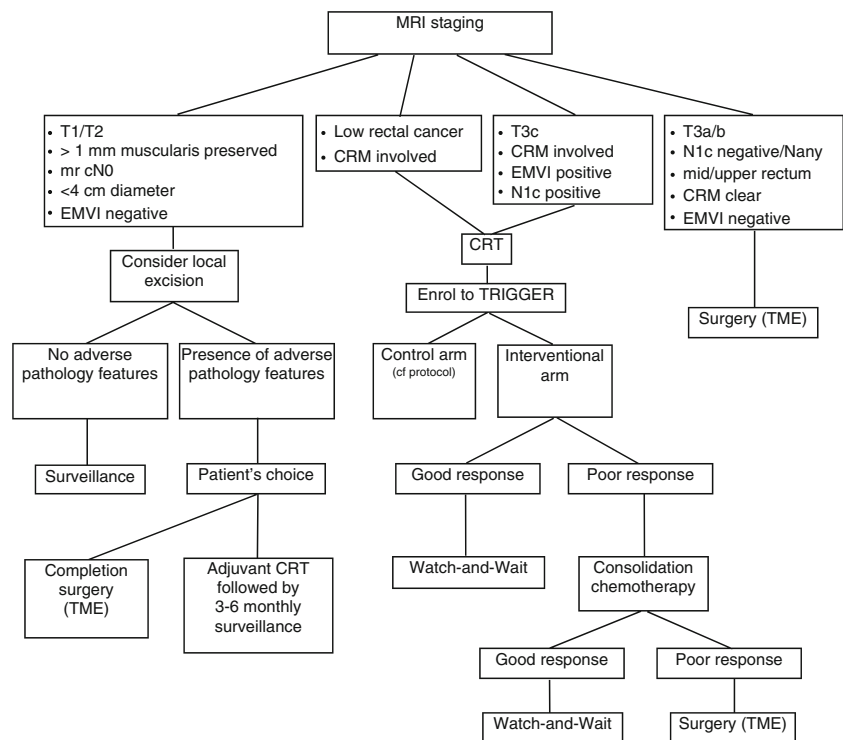 MRI staging
• T1/T2
• > 1 mm muscularis preserved
• mr cN0
• <4 cm diameter
• EMVI negative
• Low rectal cancer
• CRM involved
• T3c
• CRM involved
• EMVI positive
• N1c positive
• T3a/b
• N1c negative/Nany
• mid/upper rectum
• CRM clear
• EMVI negative
Consider local
excision
CRT
Enrol to TRIGGER
Surgery (TME)
No adverse
pathology features
Presence of adverse
pathology features
Control arm
(cf protocol)
Interventional
arm
Surveillance
Patient's choice
Good response
Poor response
Completion
surgery
(TME)
Adjuvant CRT
followed by
3-6 monthly
surveillance
Watch-and-Wait
Consolidation
chemotherapy
Good response
Poor response
Watch-and-Wait
Surgery (TME)